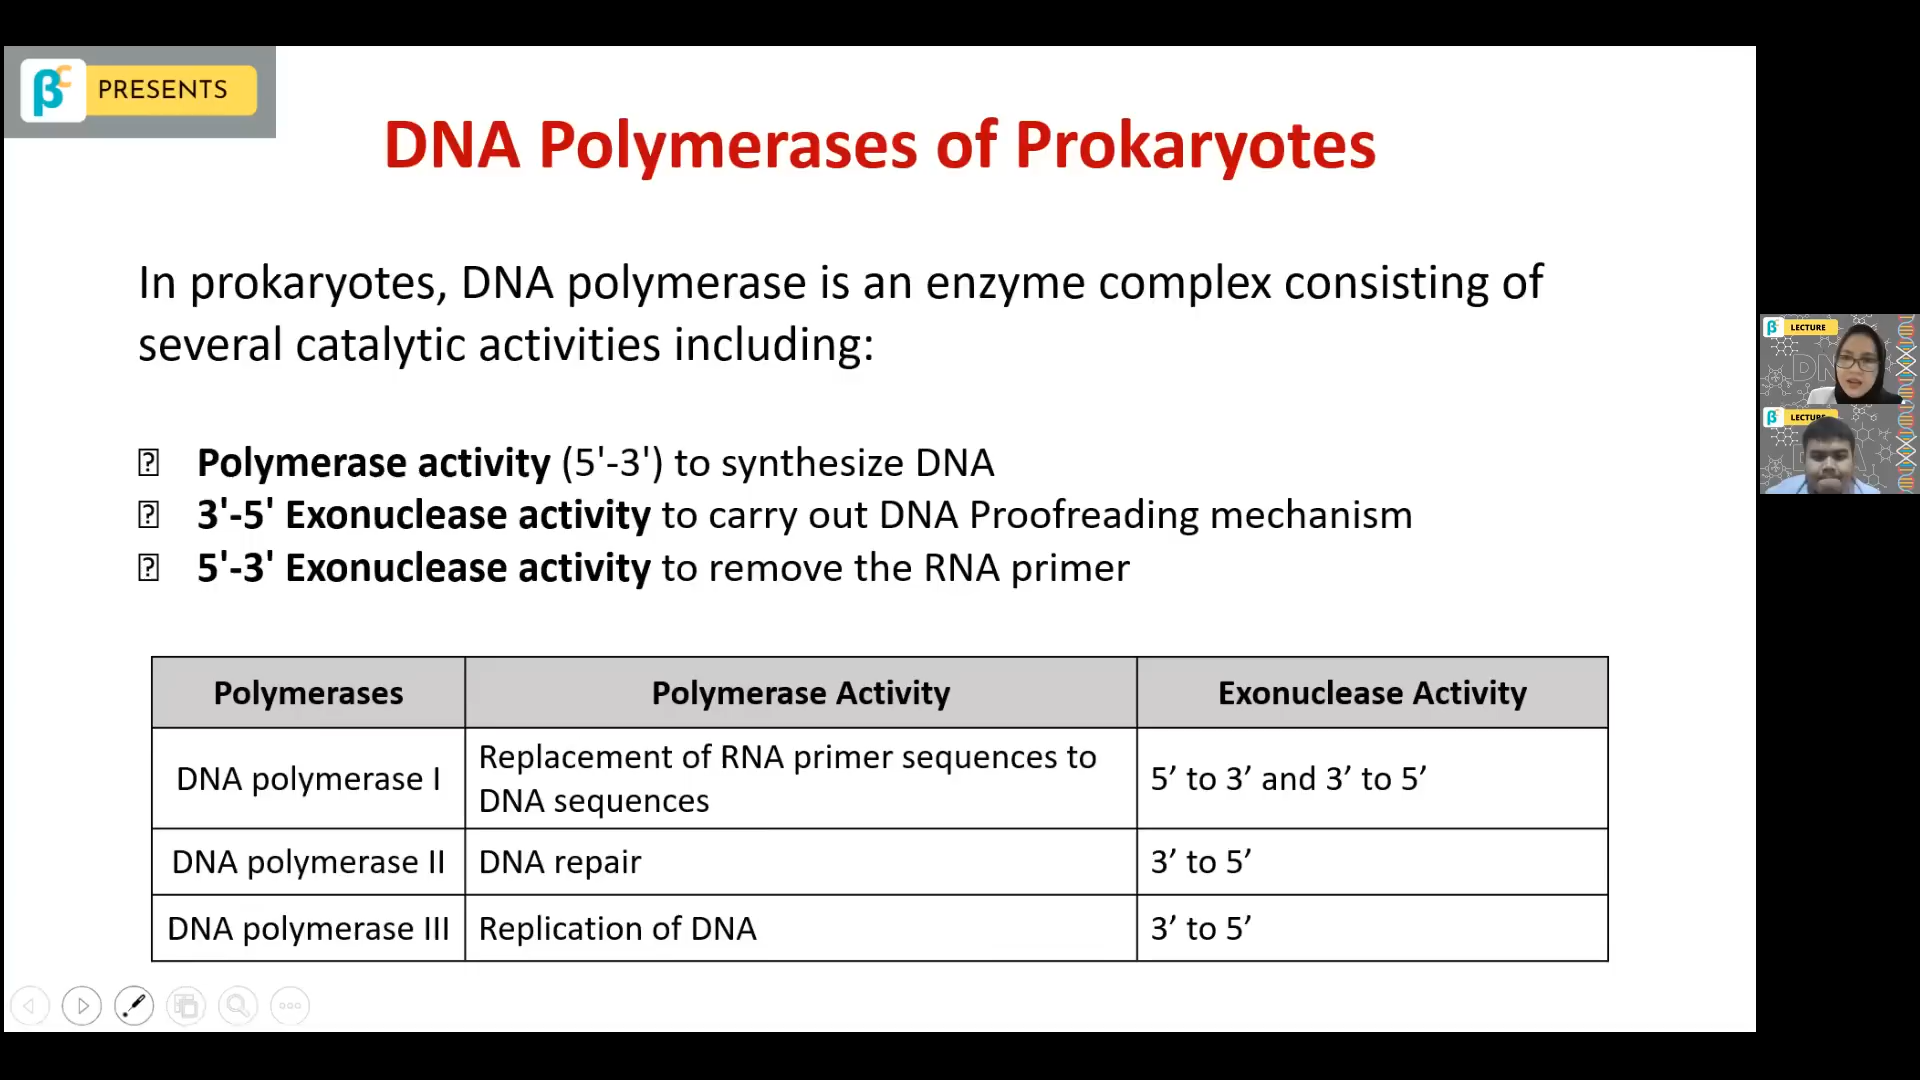 βc PRESENTS
DNA Polymerases of Prokaryotes
In prokaryotes, DNA polymerase is an enzyme complex consisting of
several catalytic activities including:
Polymerase activity (5'-3') to synthesize DNA
3'-5' Exonuclease activity to carry out DNA Proofreading mechanism
5'-3' Exonuclease activity to remove the RNA primer
Polymerases Polymerase Activity Exonuclease Activity
DNA polymerase I Replacement of RNA primer sequences to DNA sequences 5’ to 3’ and 3’ to 5’
DNA polymerase II DNA repair 3’ to 5’
DNA polymerase III Replication of DNA 3’ to 5’
β LECTURE
β LECTURE